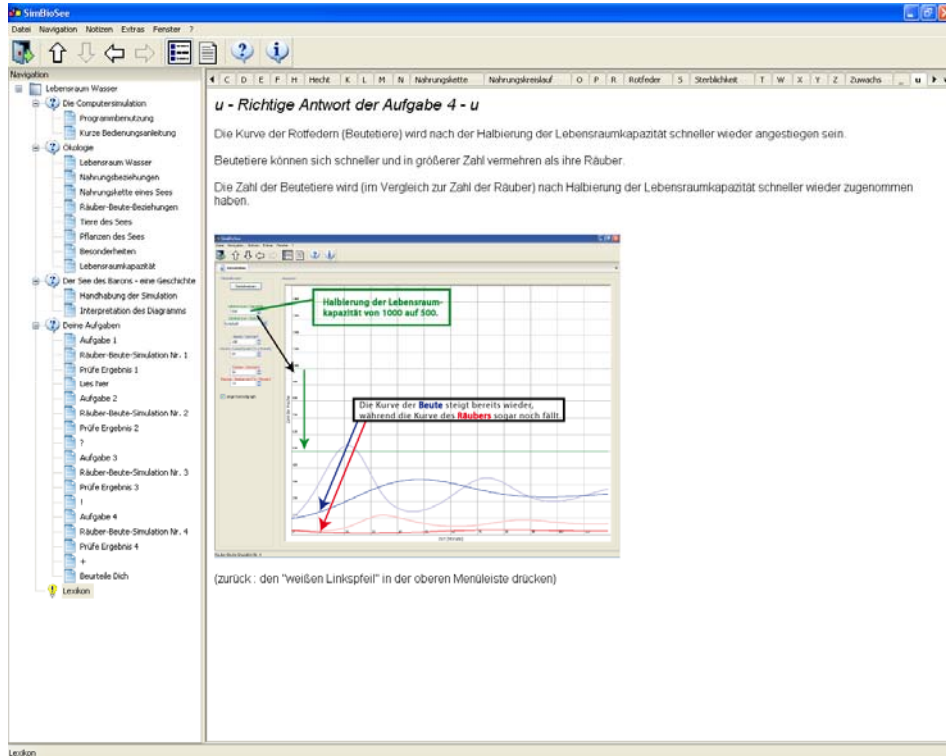 SimBioSee
Datei Navigation Notizen Extras Fenster ?
Navigation
Lebensraum Wasser
Die Computersimulation
Programmbenutzung
Kurze Bedienungsanleitung
Ökologie
Lebensraum Wasser
Nahrungsbeziehungen
Nahrungskette eines Sees
Räuber-Beute-Beziehungen
Tiere des Sees
Pflanzen des Sees
Besonderheiten
Lebensraumkapazität
Der See des Barons - eine Geschichte
Handhabung der Simulation
Interpretation des Diagramms
Deine Aufgaben
Aufgabe 1
Räuber-Beute-Simulation Nr. 1
Prüfe Ergebnis 1
Lies hier
Aufgabe 2
Räuber-Beute-Simulation Nr. 2
Prüfe Ergebnis 2
?
Aufgabe 3
Räuber-Beute-Simulation Nr. 3
Prüfe Ergebnis 3
!
Aufgabe 4
Räuber-Beute-Simulation Nr. 4
Prüfe Ergebnis 4
+
Beurteile Dich
Lexikon
C D E F H Hecht K L M N Nahrungskette Nahrungskreislauf O P R Rotfeder S Sterblichkeit T W X Y Z Zuwachs _ u
u - Richtige Antwort der Aufgabe 4 - u
Die Kurve der Rotfedern (Beutetiere) wird nach der Halbierung der Lebensraumkapazität schneller wieder angestiegen sein.
Beutetiere können sich schneller und in größerer Zahl vermehren als ihre Räuber.
Die Zahl der Beutetiere wird (im Vergleich zur Zahl der Räuber) nach Halbierung der Lebensraumkapazität schneller wieder zugenommen
haben.
Halbierung der Lebensraum-
kapazität von 1000 auf 500.
Die Kurve der Beute steigt bereits wieder,
während die Kurve des Räubers sogar noch fällt.
(zurück : den "weißen Linkspfeil" in der oberen Menüleiste drücken)
Lexikon